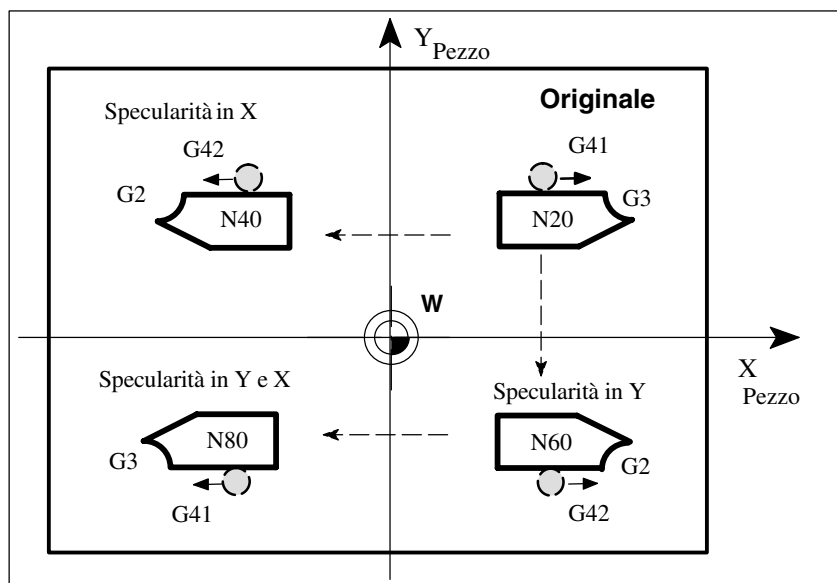 Y
Pezzo
Originale
Specularità in X
G42
G41
G2
N40
N20
G3
W
X
Pezzo
Specularità in Y e X
Specularità in Y
N80
N60
G3
G2
G41
G42